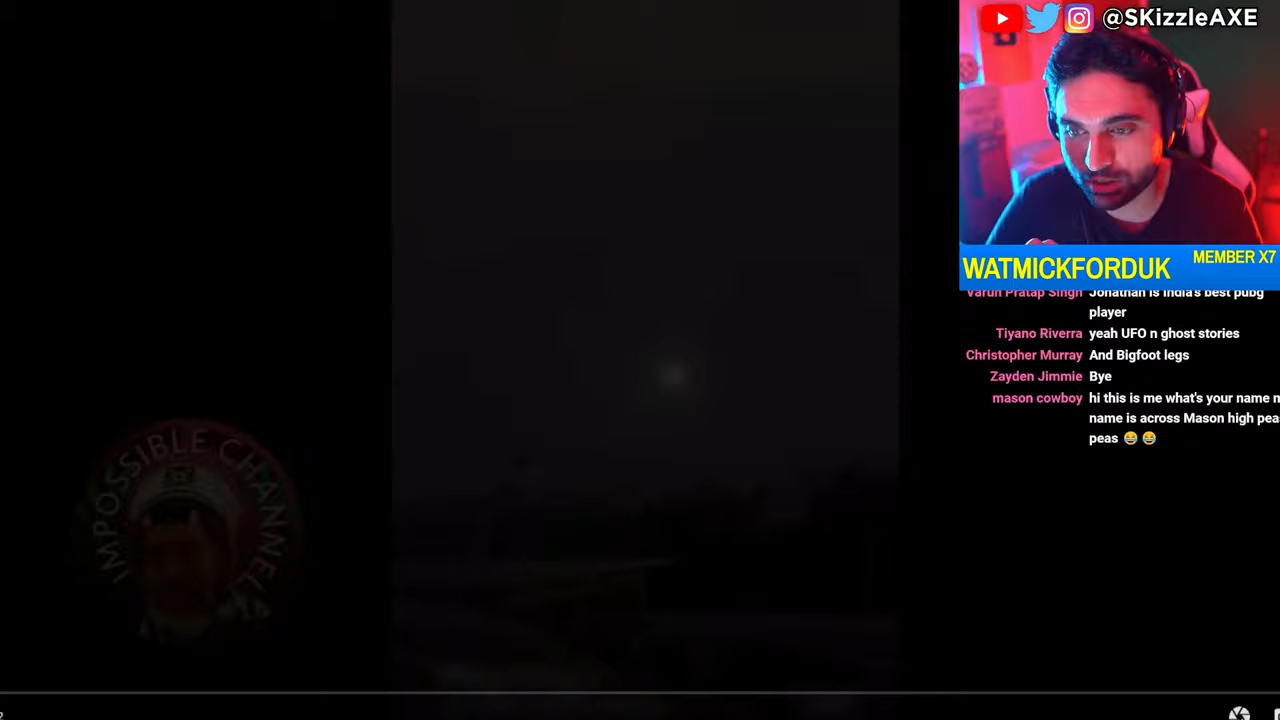 @SKizzleAXE
WATMICKFORDUK
MEMBER X7
Varun Pratap Singh Jonathan is India's best pubg
player
Tiyano Riverra yeah UFO n ghost stories
Christopher Murray And Bigfoot legs
Zayden Jimmie Bye
mason cowboy hi this is me what's your name m
name is across Mason high pea
peas 😂 😂
IMPOSSIBLE CHANNEL